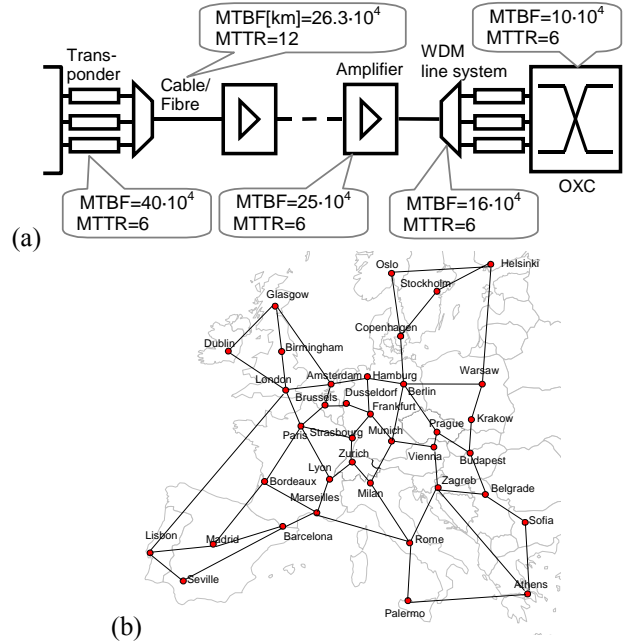 MTBF[km]=26.3·10⁴
MTTR=12
MTBF=10·10⁴
MTTR=6
Trans-
ponder
Cable/
Fibre
Amplifier
WDM
line system
OXC
MTBF=40·10⁴
MTTR=6
MTBF=25·10⁴
MTTR=6
MTBF=16·10⁴
MTTR=6
(a)
Oslo
Helsinki
Stockholm
Glasgow
Copenhagen
Dublin
Birmingham
London
Amsterdam
Hamburg
Berlin
Warsaw
Brussels
Dusseldorf
Frankfurt
Krakow
Paris
Strasbourg
Munich
Prague
Vienna
Budapest
Zurich
Lyon
Milan
Zagreb
Belgrade
Bordeaux
Marseilles
Sofia
Lisbon
Madrid
Barcelona
Rome
Seville
Athens
Palermo
(b)